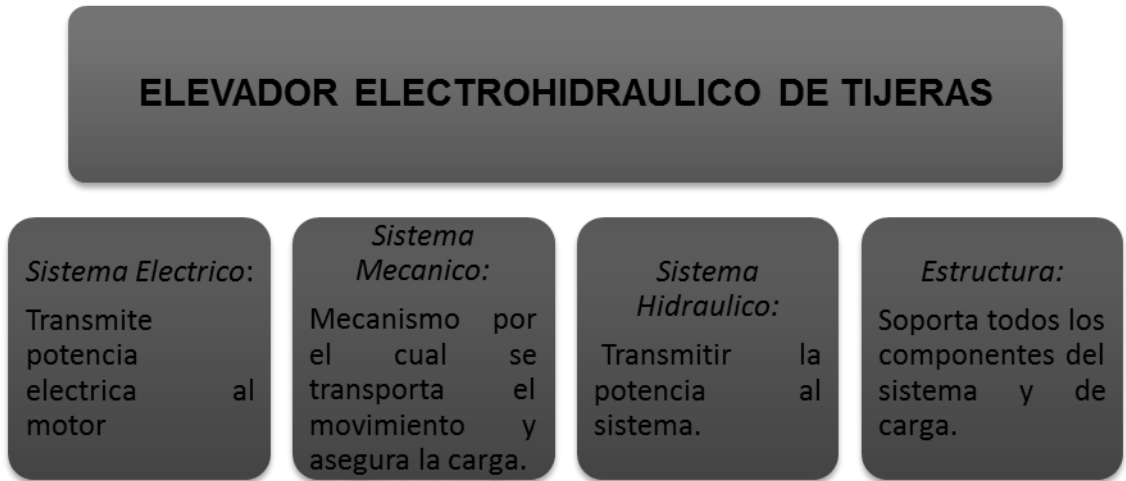 ELEVADOR ELECTROHIDRAULICO DE TIJERAS
Sistema Electrico:
Transmite
potencia
electrica al
motor
Sistema
Mecanico:
Mecanismo por
el cual se
transporta el
movimiento y
asegura la carga.
Sistema
Hidraulico:
Transmitir la
potencia al
sistema.
Estructura:
Soporta todos los
componentes del
sistema y de
carga.